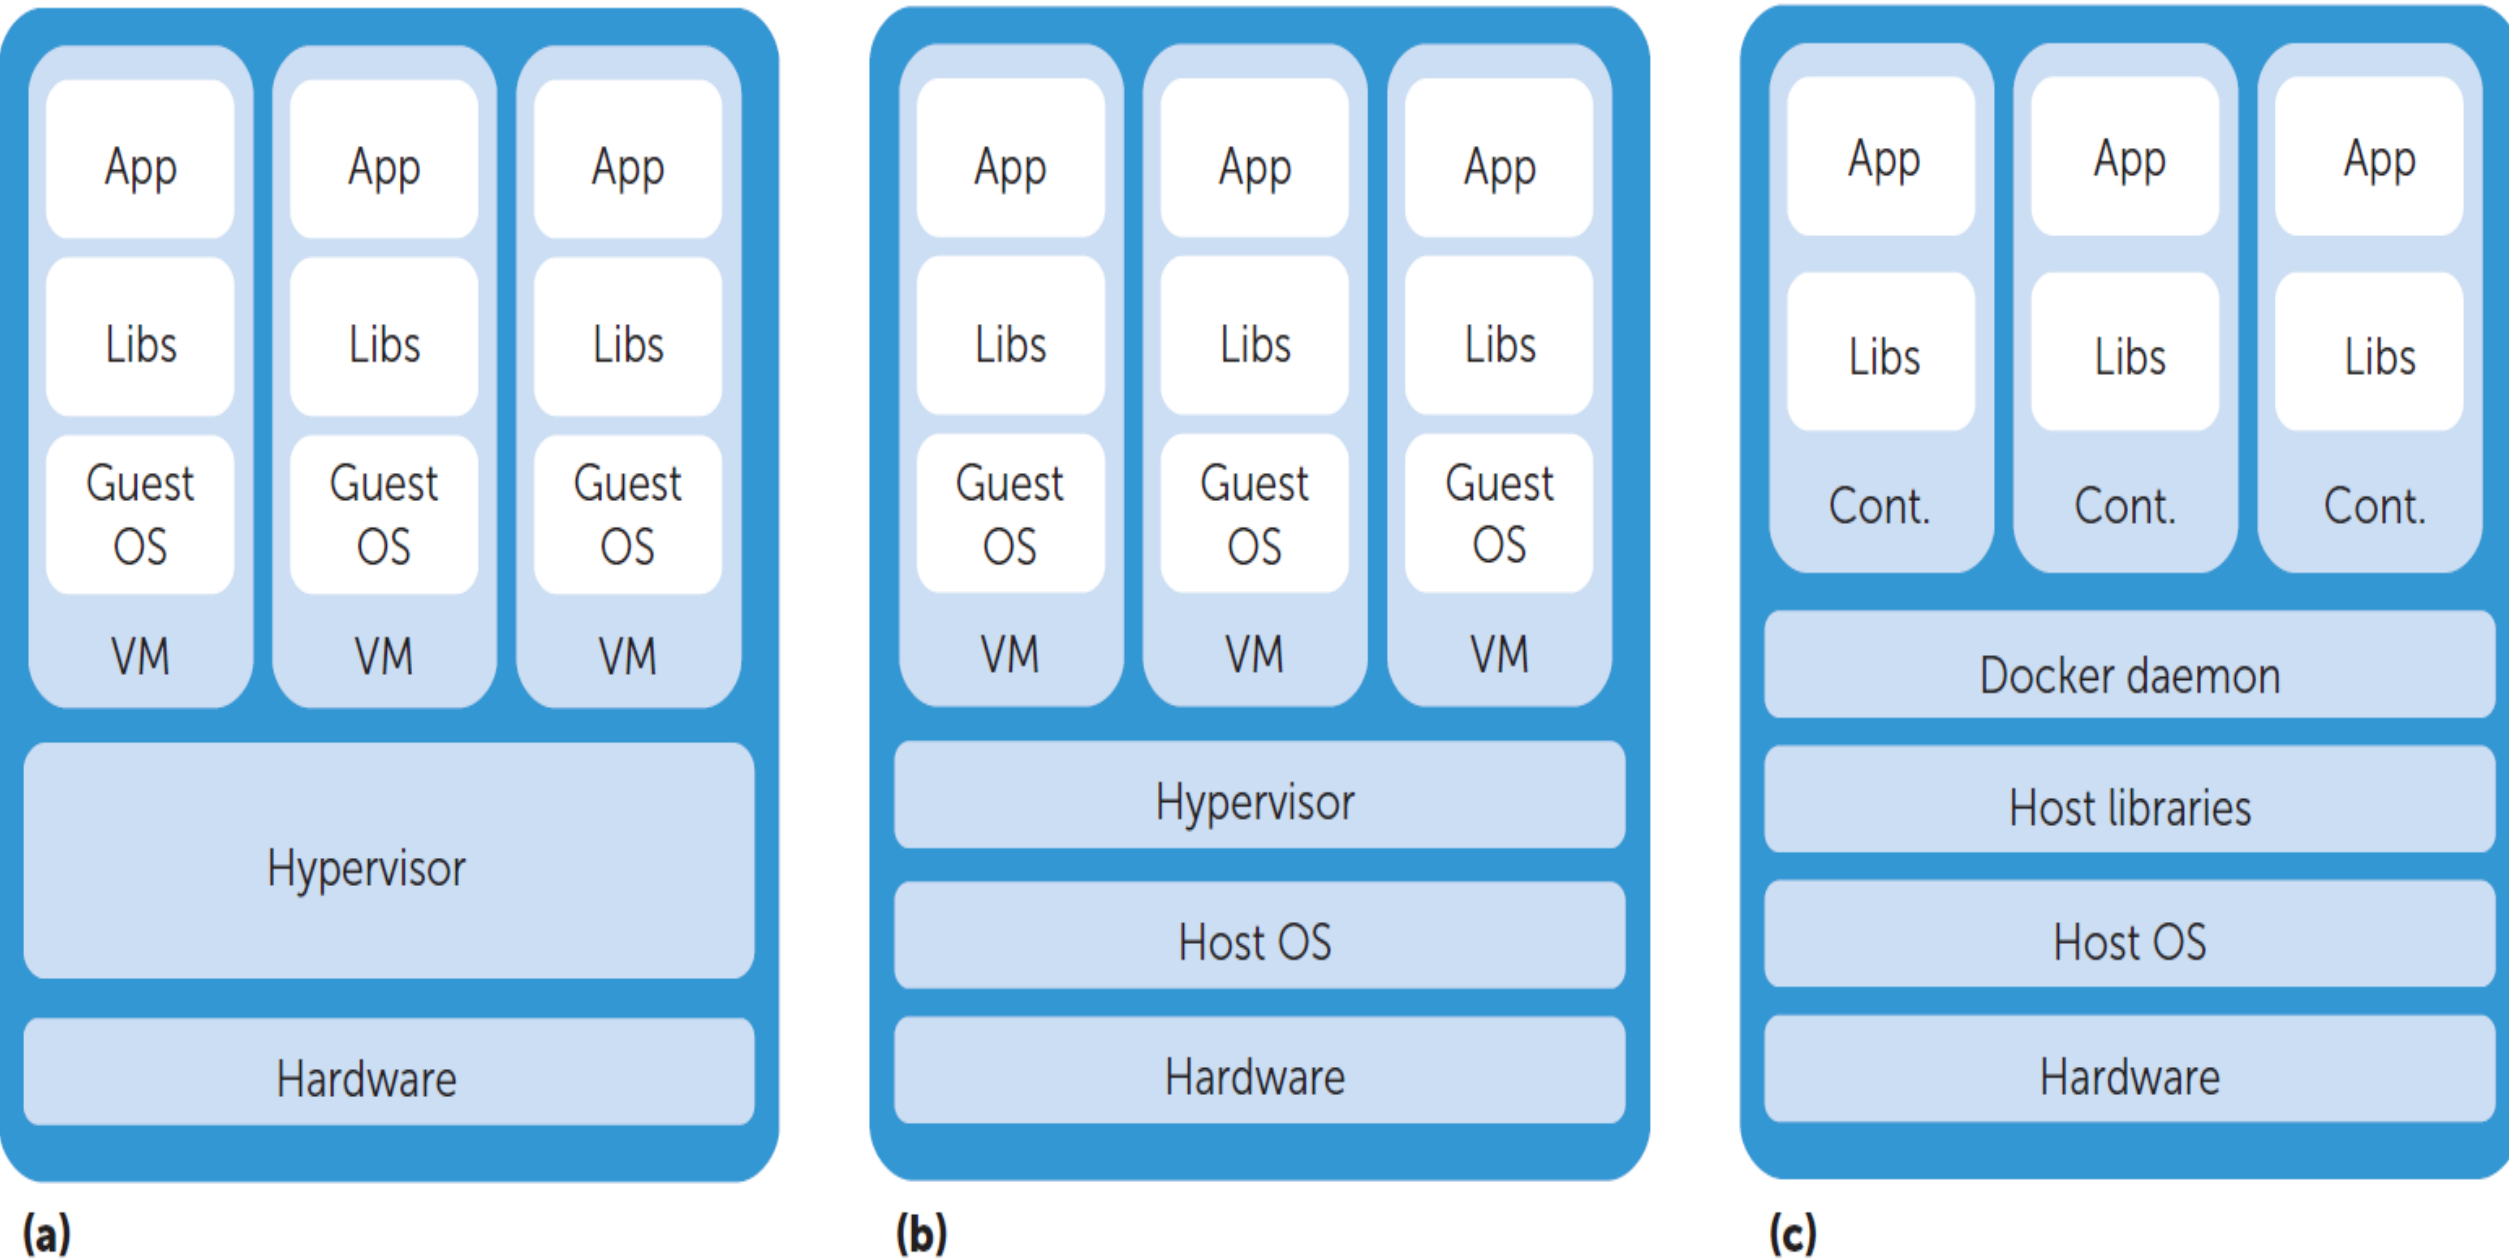 App App App
Libs Libs Libs
Guest Guest Guest
OS OS OS
VM VM VM
Hypervisor
Hardware
(a)
App App App
Libs Libs Libs
Guest Guest Guest
OS OS OS
VM VM VM
Hypervisor
Host OS
Hardware
(b)
App App App
Libs Libs Libs
Cont. Cont. Cont.
Docker daemon
Host libraries
Host OS
Hardware
(c)